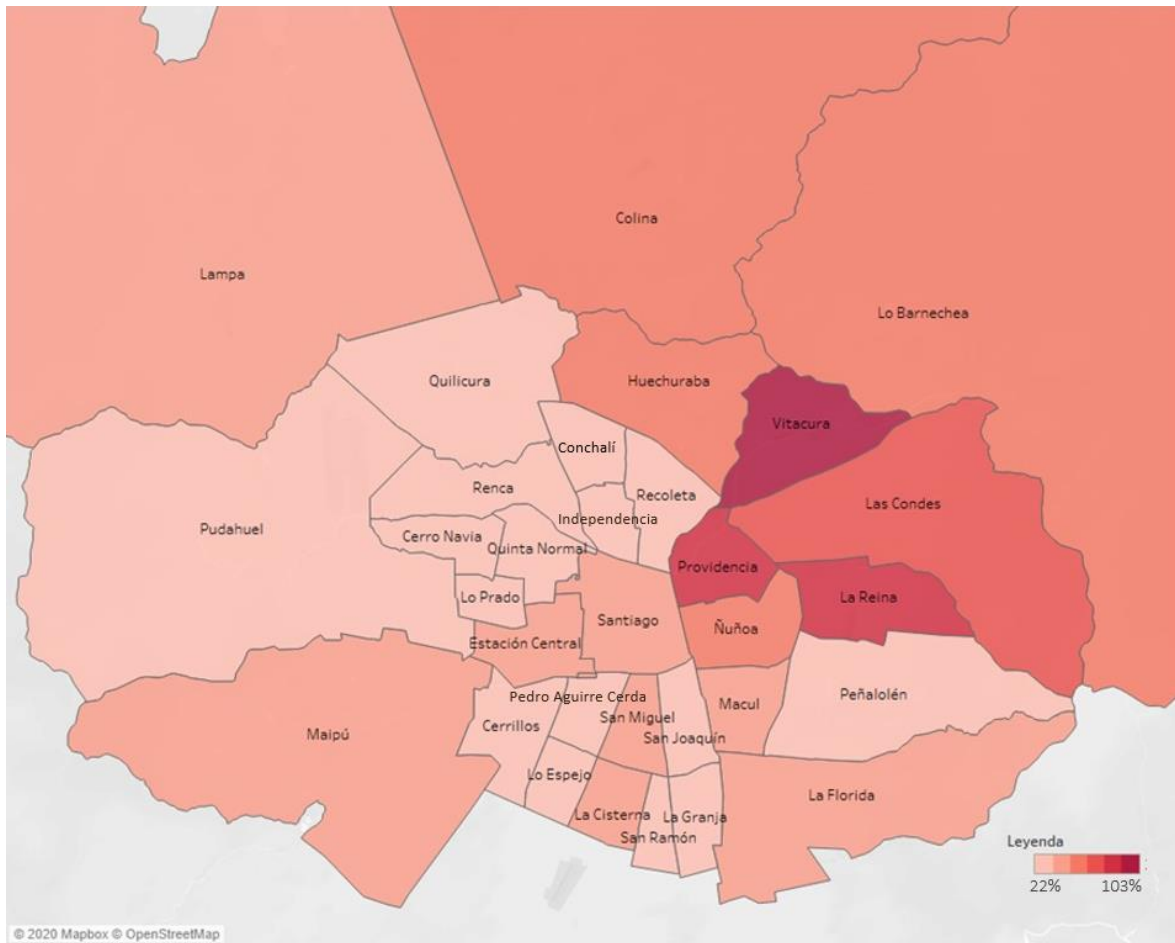 Colina
Lampa
Lo Barnechea
Quilicura
Huechuraba
Vitacura
Conchalí
Renca
Recoleta
Las Condes
Independencia
Pudahuel
Cerro Navia
Quinta Normal
Providencia
Lo Prado
La Reina
Santiago
Ñuñoa
Estación Central
Pedro Aguirre Cerda
Peñalolén
Macul
San Miguel
Cerrillos
Maipú
San Joaquín
Lo Espejo
La Florida
La Cisterna
La Granja
San Ramón
Leyenda
22% 103%
© 2020 Mapbox © OpenStreetMap